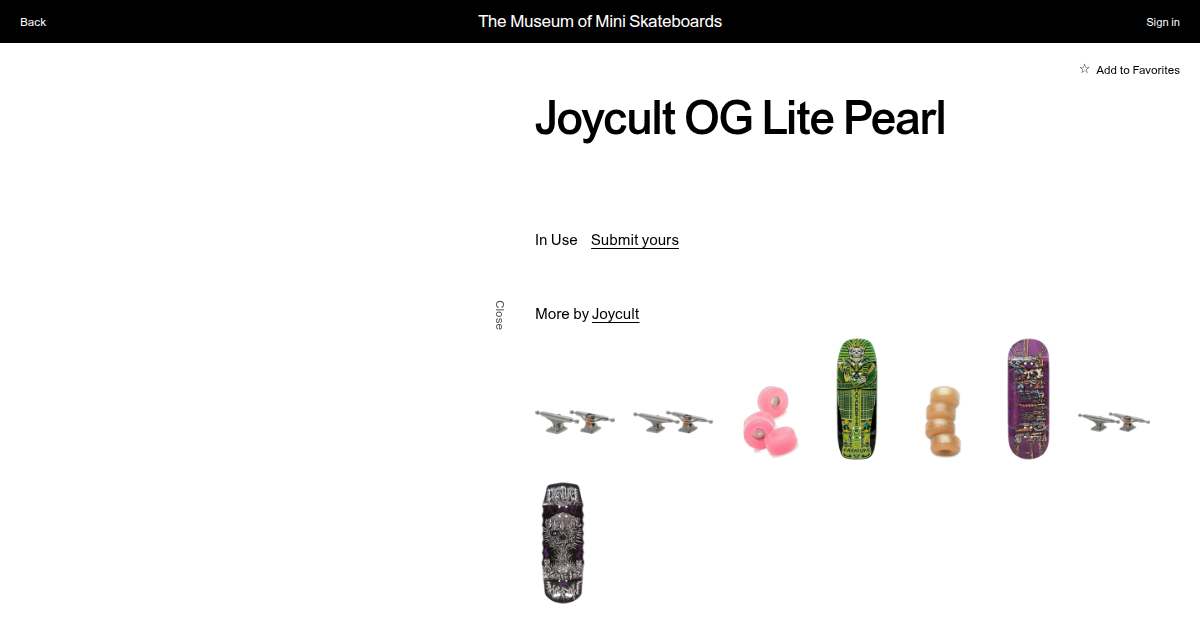 Back
The Museum of Mini Skateboards
Sign in
☆ Add to Favorites
Joycult OG Lite Pearl
In Use Submit yours
Close
More by Joycult